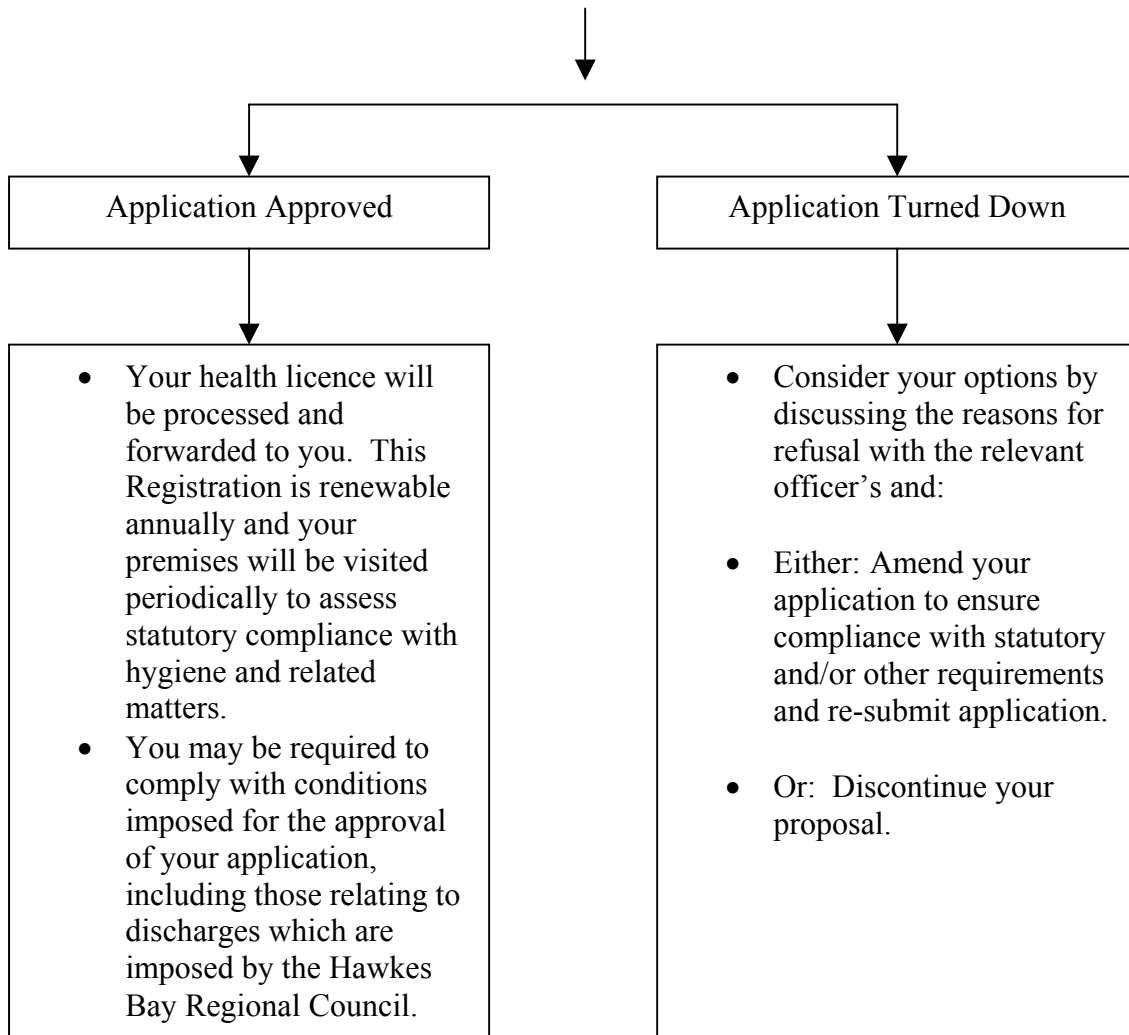 Application Approved
Application Turned Down
• Your health licence will
be processed and
forwarded to you.  This
Registration is renewable
annually and your
premises will be visited
periodically to assess
statutory compliance with
hygiene and related
matters.
• You may be required to
comply with conditions
imposed for the approval
of your application,
including those relating to
discharges which are
imposed by the Hawkes
Bay Regional Council.
• Consider your options by
discussing the reasons for
refusal with the relevant
officer’s and:
• Either: Amend your
application to ensure
compliance with statutory
and/or other requirements
and re-submit application.
• Or:  Discontinue your
proposal.